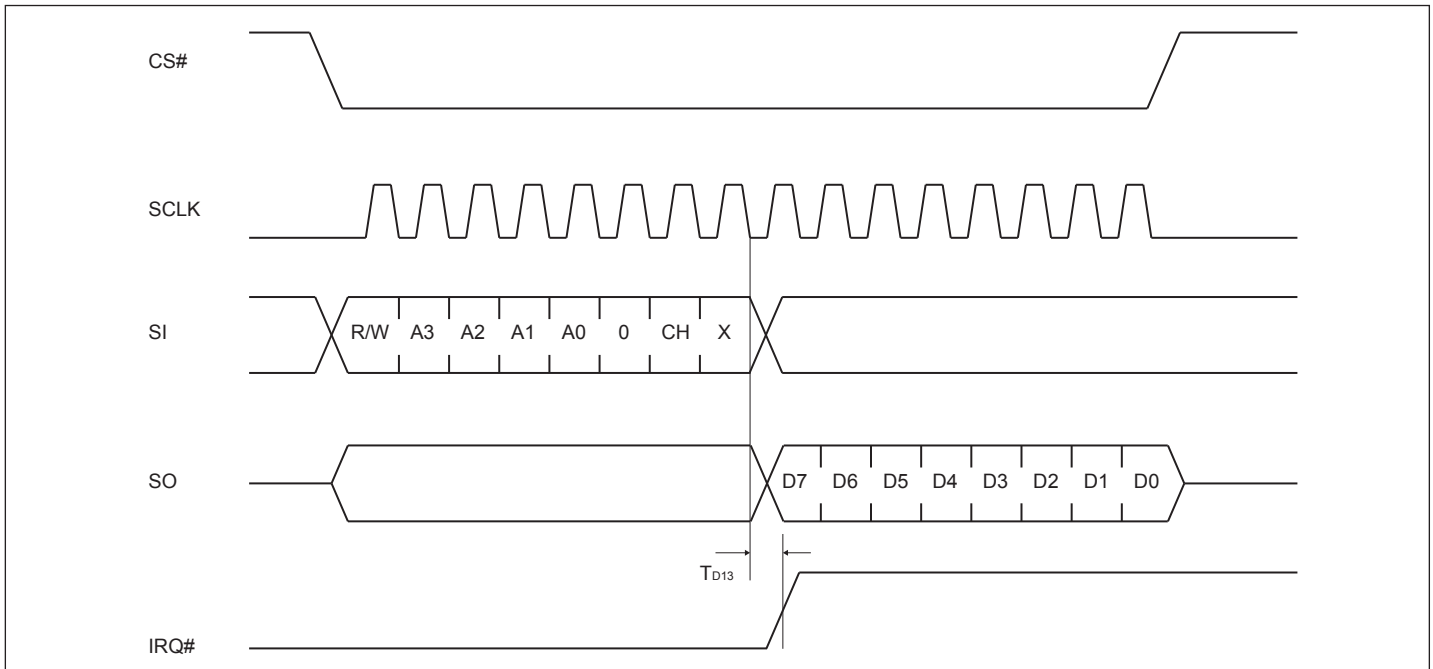 CS#
SCLK
SI R/W A3 A2 A1 A0 0 CH X
SO D7 D6 D5 D4 D3 D2 D1 D0
TD13
IRQ#